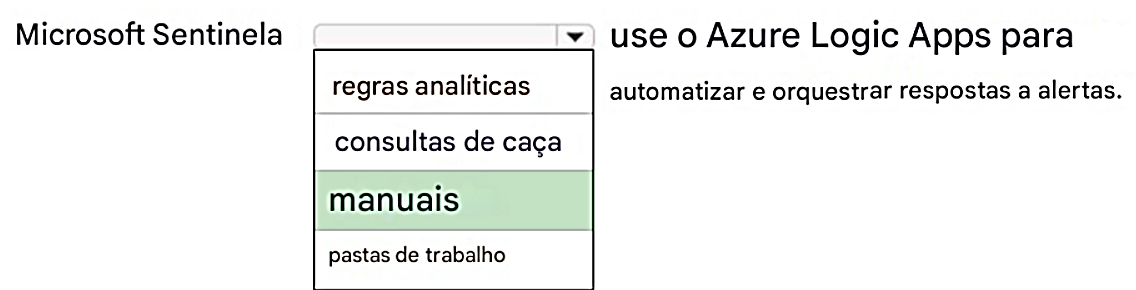 Microsoft Sentinela
use o Azure Logic Apps para
automatizar e orquestrar respostas a alertas.
regras analíticas
consultas de caça
manuais
pastas de trabalho